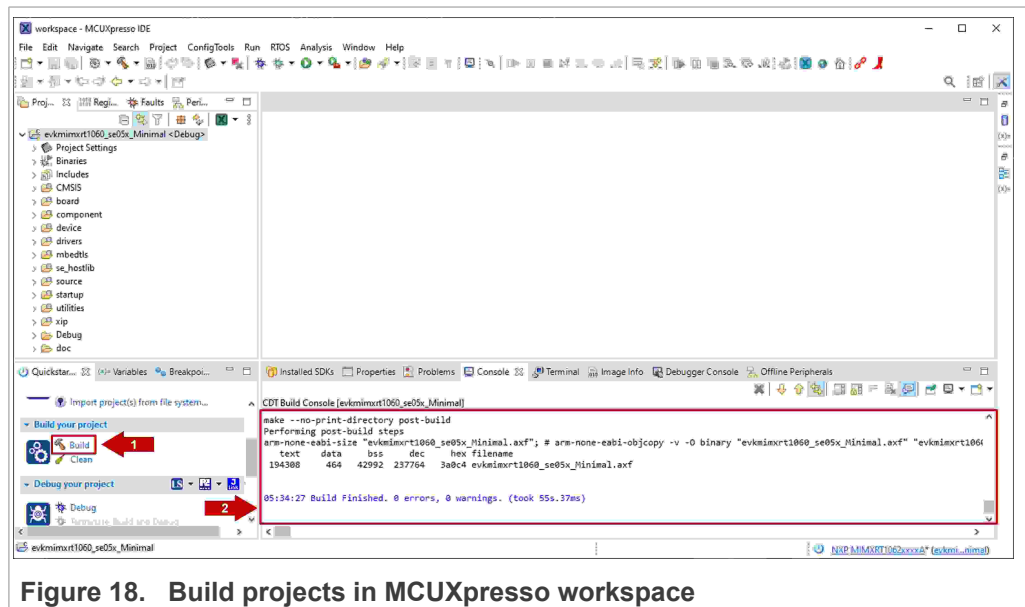 workspace - MCUXpresso IDE
File Edit Navigate Search Project ConfigTools Run RTOS Analysis Window Help
Proj... Regi... Faults Peri...
evkmimxrt1060_se05x_Minimal <Debug>
Project Settings
Binaries
Includes
CMSIS
board
component
device
drivers
mbedtls
se_hostlib
source
startup
utilities
xip
Debug
doc
Quickstar... (x)= Variables Breakpoi...
Installed SDKs Properties Problems Console Terminal Image Info Debugger Console Offline Peripherals
Import project(s) from file system...
Build your project
Build
1
Clean
Debug your project
Debug
2
CDT Build Console [evkmimxrt1060_se05x_Minimal]
make --no-print-directory post-build
Performing post-build steps
arm-none-eabi-size "evkmimxrt1060_se05x_Minimal.axf"; # arm-none-eabi-objcopy -v -O binary "evkmimxrt1060_se05x_Minimal.axf" "evkmimxrt106
text data bss dec hex filename
194308 464 42992 237764 3a0c4 evkmimxrt1060_se05x_Minimal.axf
05:34:27 Build Finished. 0 errors, 0 warnings. (took 55s.37ms)
evkmimxrt1060_se05x_Minimal
NXP MIMXRT1062xxxxA* (evkmi...nimal)
Figure 18. Build projects in MCUXpresso workspace